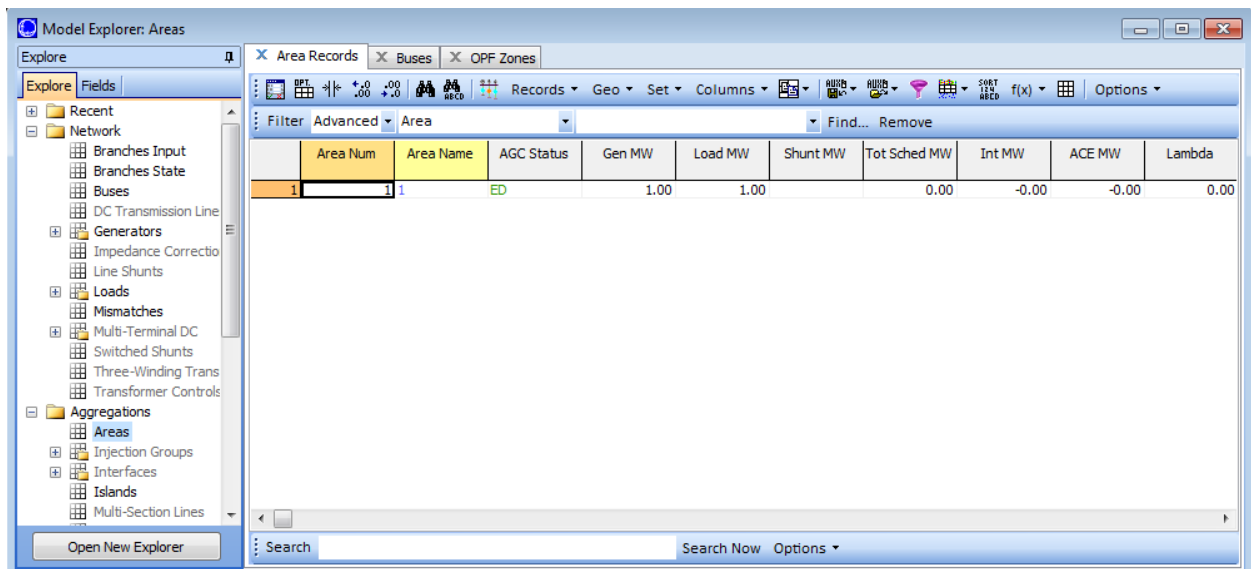 Model Explorer: Areas
Explore
Explore Fields
Recent
Network
Branches Input
Branches State
Buses
DC Transmission Line
Generators
Impedance Correctio
Line Shunts
Loads
Mismatches
Multi-Terminal DC
Switched Shunts
Three-Winding Trans
Transformer Controls
Aggregations
Areas
Injection Groups
Interfaces
Islands
Multi-Section Lines
Open New Explorer
Area Records Buses OPF Zones
Records Geo Set Columns f(x) Options
Filter Advanced Area Find... Remove
Area Num Area Name AGC Status Gen MW Load MW Shunt MW Tot Sched MW Int MW ACE MW Lambda
1 1 1 ED 1.00 1.00 0.00 -0.00 -0.00 0.00
Search Search Now Options